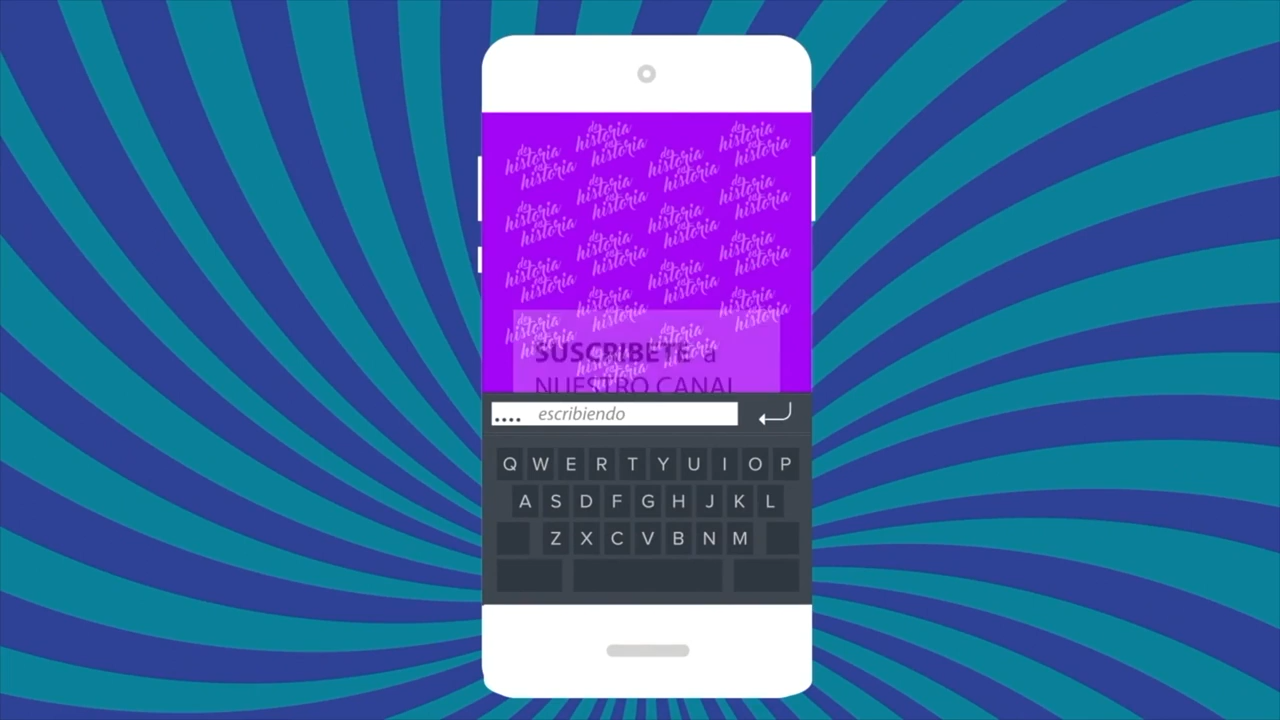 de historia en historia
SUSCRIBETE a
NUESTRO CANAL
.... escribiendo
Q W E R T Y U I O P
A S D F G H J K L
Z X C V B N M